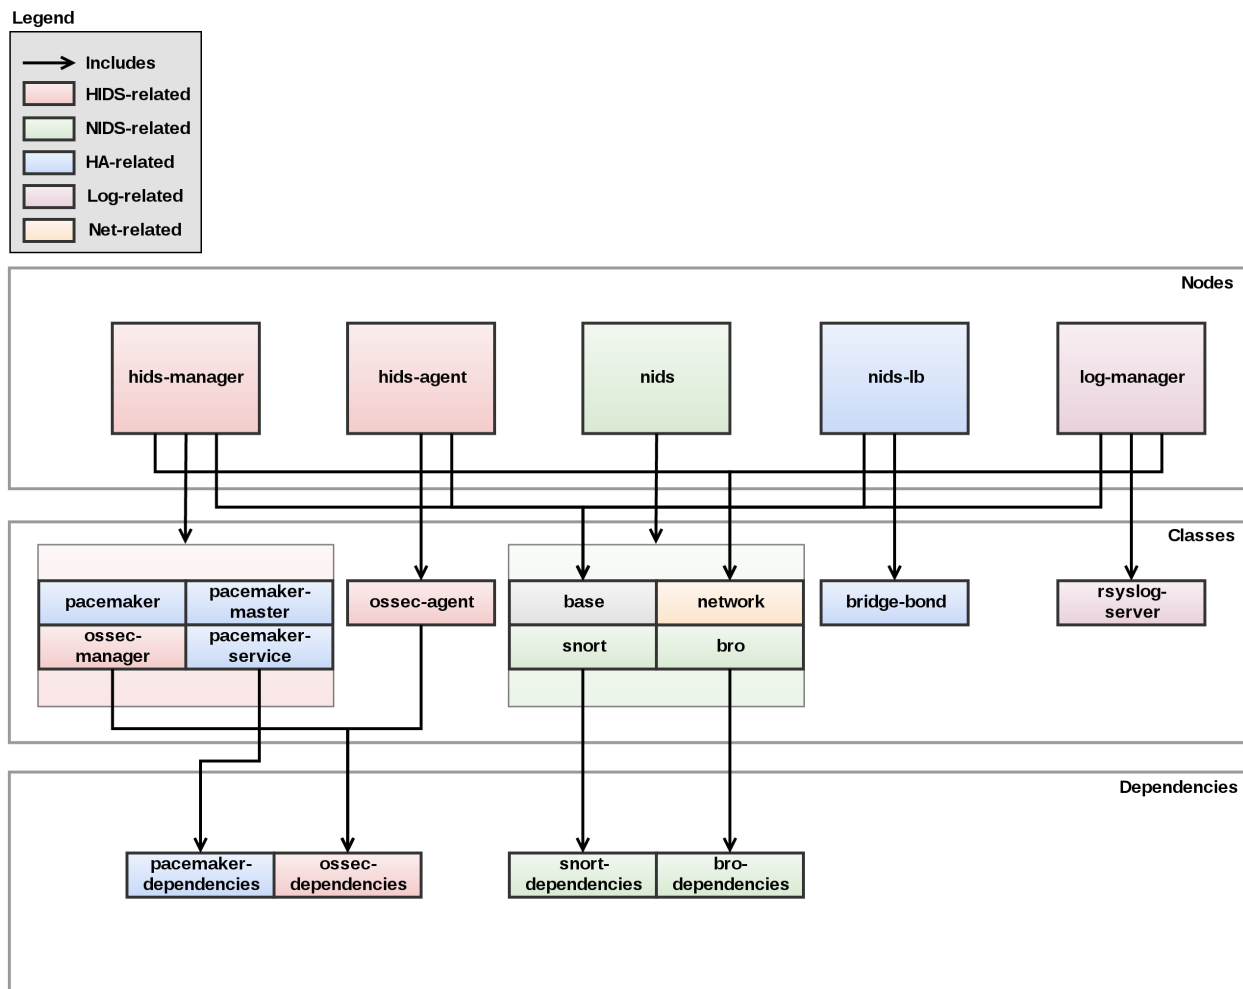 Legend
Includes
HIDS-related
NIDS-related
HA-related
Log-related
Net-related
Nodes
hids-manager
hids-agent
nids
nids-lb
log-manager
Classes
pacemaker
pacemaker-
master
ossec-
manager
pacemaker-
service
ossec-agent
base
network
snort
bro
bridge-bond
rsyslog-
server
Dependencies
pacemaker-
dependencies
ossec-
dependencies
snort-
dependencies
bro-
dependencies